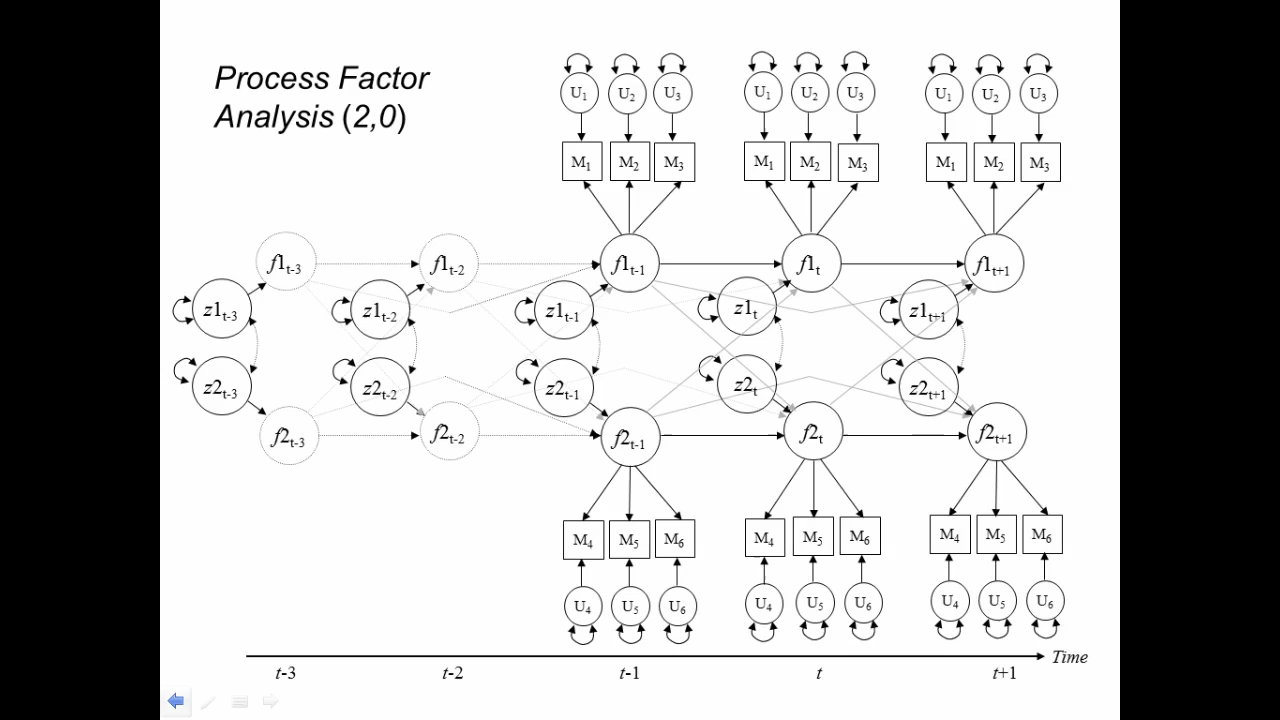 Process Factor
Analysis (2,0)
U1 U2 U3 U1 U2 U3 U1 U2 U3
M1 M2 M3 M1 M2 M3 M1 M2 M3
f1t-3 f1t-2 f1t-1 f1t f1t+1
z1t-3 z1t-2 z1t-1 z1t z1t+1
z2t-3 z2t-2 z2t-1 z2t z2t+1
f2t-3 f2t-2 f2t-1 f2t f2t+1
M4 M5 M6 M4 M5 M6 M4 M5 M6
U4 U5 U6 U4 U5 U6 U4 U5 U6
Time
t-3 t-2 t-1 t t+1